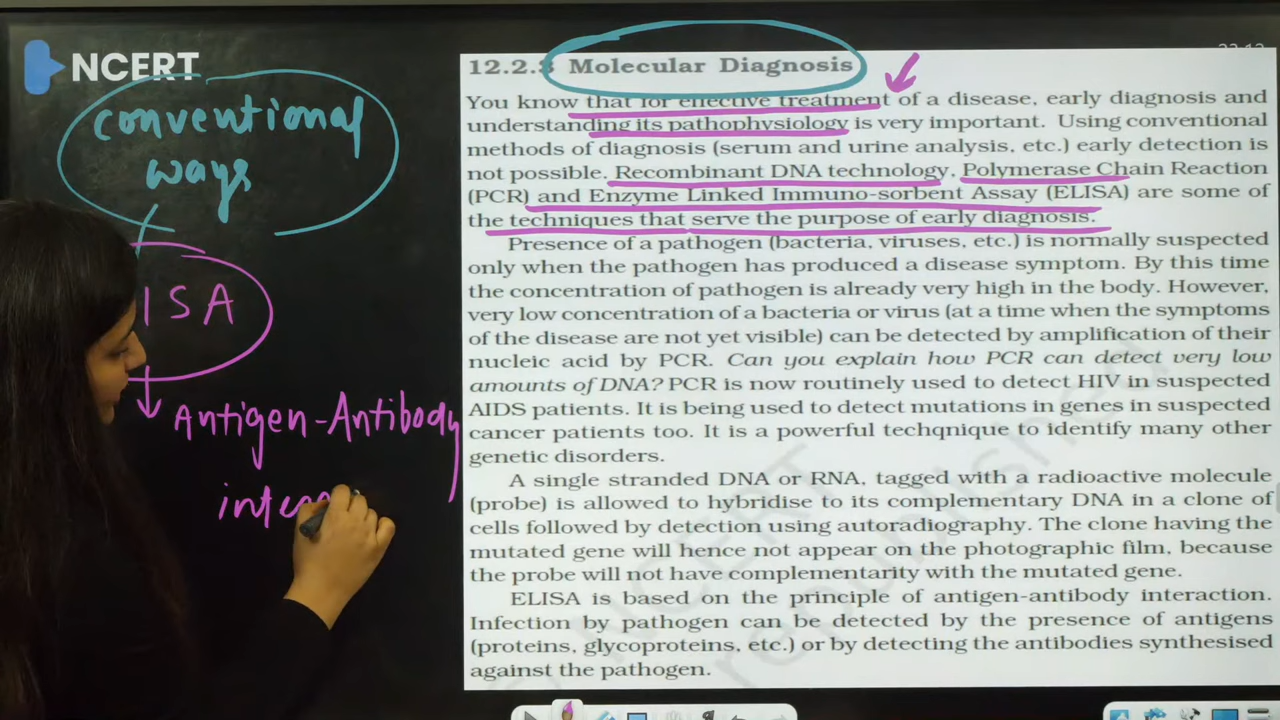 NCERT
conventional
ways
ISA
Antigen-Antibody
inte
12.2.3 Molecular Diagnosis
You know that for effective treatment of a disease, early diagnosis and
understanding its pathophysiology is very important. Using conventional
methods of diagnosis (serum and urine analysis, etc.) early detection is
not possible. Recombinant DNA technology, Polymerase Chain Reaction
(PCR) and Enzyme Linked Immuno-sorbent Assay (ELISA) are some of
the techniques that serve the purpose of early diagnosis.
Presence of a pathogen (bacteria, viruses, etc.) is normally suspected
only when the pathogen has produced a disease symptom. By this time
the concentration of pathogen is already very high in the body. However,
very low concentration of a bacteria or virus (at a time when the symptoms
of the disease are not yet visible) can be detected by amplification of their
nucleic acid by PCR. Can you explain how PCR can detect very low
amounts of DNA? PCR is now routinely used to detect HIV in suspected
AIDS patients. It is being used to detect mutations in genes in suspected
cancer patients too. It is a powerful techqnique to identify many other
genetic disorders.
A single stranded DNA or RNA, tagged with a radioactive molecule
(probe) is allowed to hybridise to its complementary DNA in a clone of
cells followed by detection using autoradiography. The clone having the
mutated gene will hence not appear on the photographic film, because
the probe will not have complementarity with the mutated gene.
ELISA is based on the principle of antigen-antibody interaction.
Infection by pathogen can be detected by the presence of antigens
(proteins, glycoproteins, etc.) or by detecting the antibodies synthesised
against the pathogen.